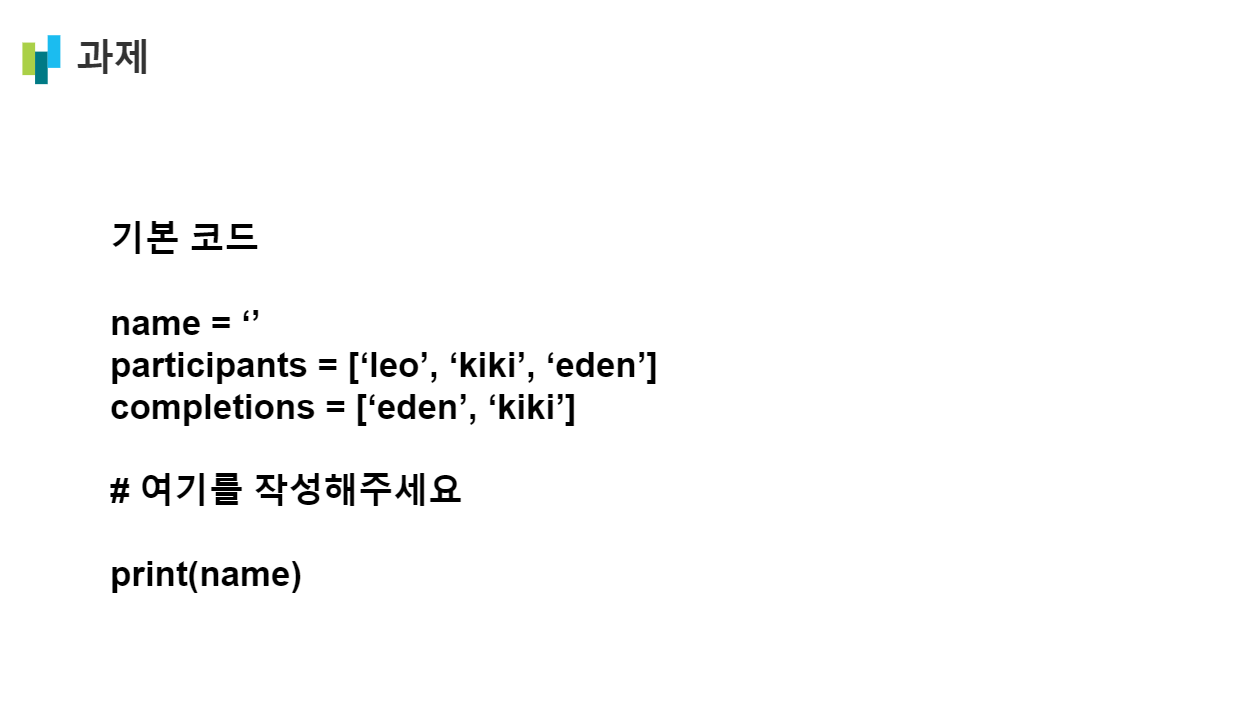 과제
기본 코드
name = ‘’
participants = [‘leo’, ‘kiki’, ‘eden’]
completions = [‘eden’, ‘kiki’]
# 여기를 작성해주세요
print(name)